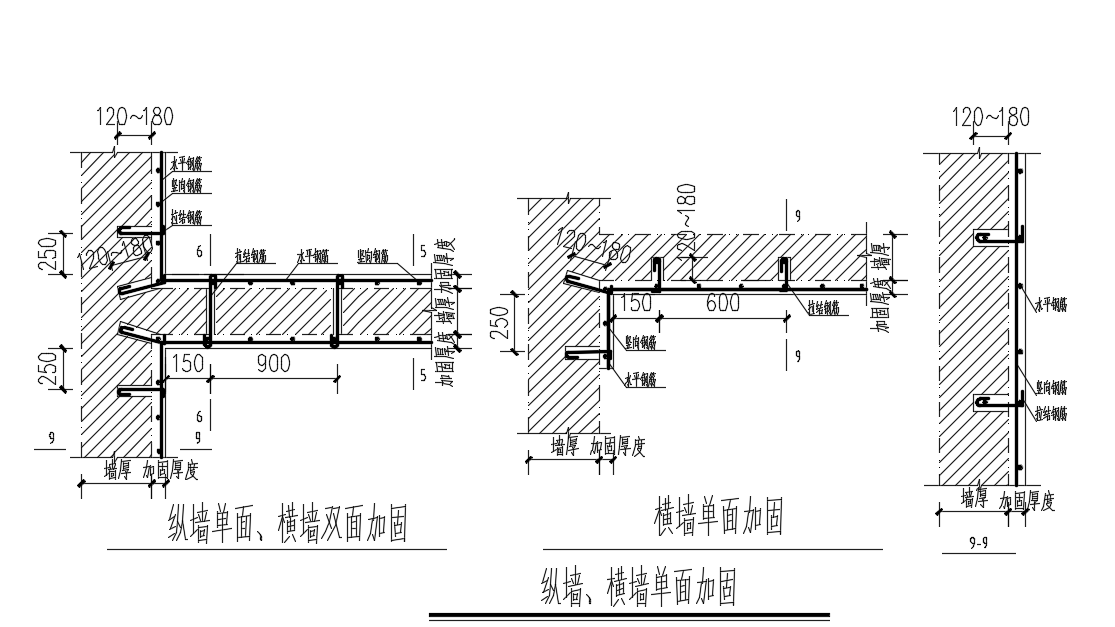 120~180
水平钢筋
竖向钢筋
拉结钢筋
250
120~180
6
拉结钢筋
水平钢筋
竖向钢筋
5
加固厚度
墙厚
加固厚度
250
150
900
5
6
9
9
墙厚
加固厚度
纵墙单面、横墙双面加固
120~180
9
120~180
墙厚
加固厚度
150
600
拉结钢筋
250
竖向钢筋
水平钢筋
9
墙厚
加固厚度
横墙单面加固
120~180
水平钢筋
竖向钢筋
拉结钢筋
墙厚
加固厚度
9-9
纵墙、横墙单面加固